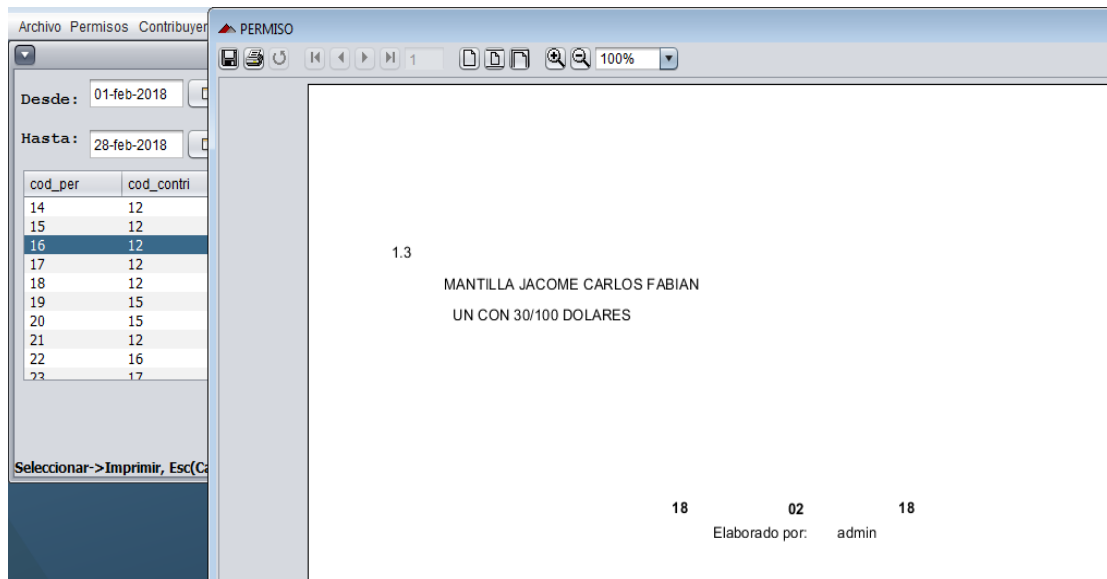 Archivo Permisos Contribuyer
Desde: 01-feb-2018
Hasta: 28-feb-2018
cod_per cod_contri
14 12
15 12
16 12
17 12
18 12
19 15
20 15
21 12
22 16
23 17
Seleccionar->Imprimir, Esc(Ca
PERMISO
1 100%
1.3
MANTILLA JACOME CARLOS FABIAN
UN CON 30/100 DOLARES
18 02 18
Elaborado por: admin